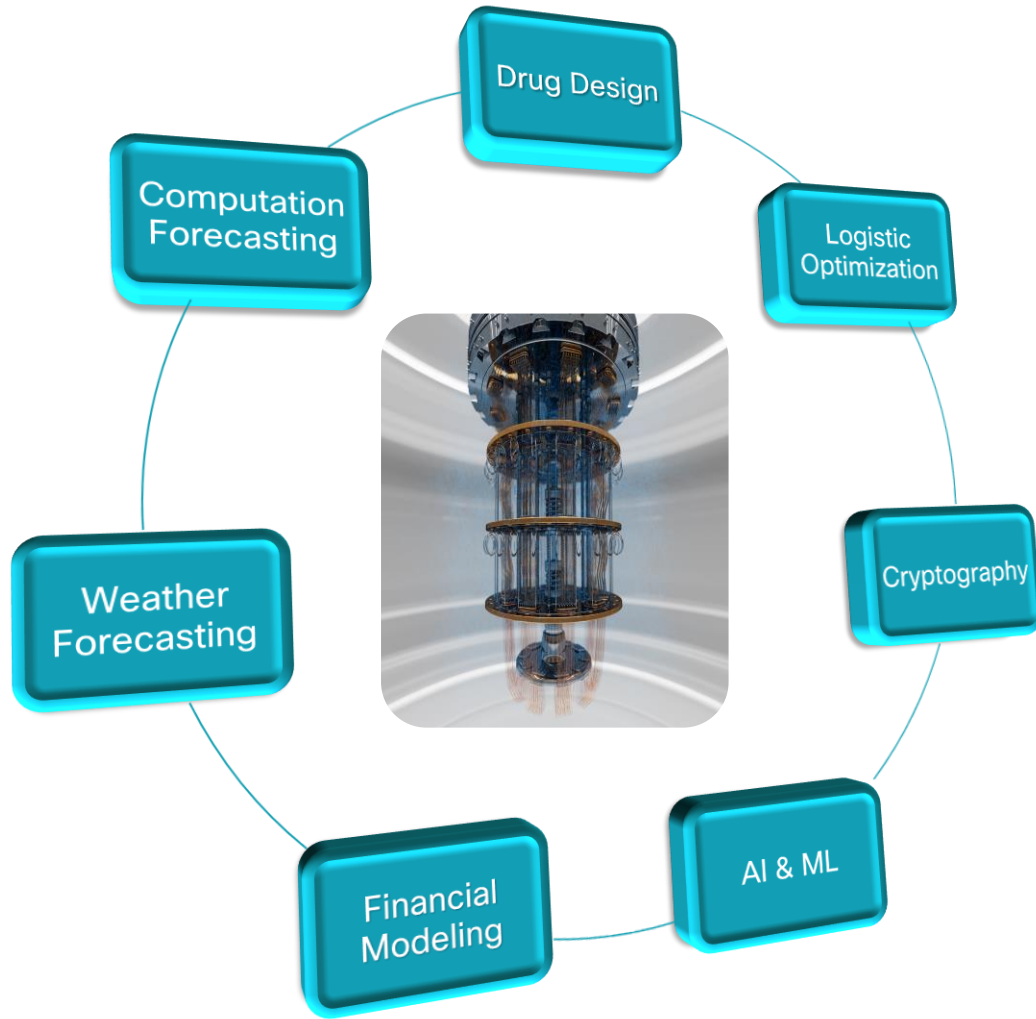 Drug Design
Logistic
Optimization
Cryptography
AI & ML
Financial
Modeling
Weather
Forecasting
Computation
Forecasting